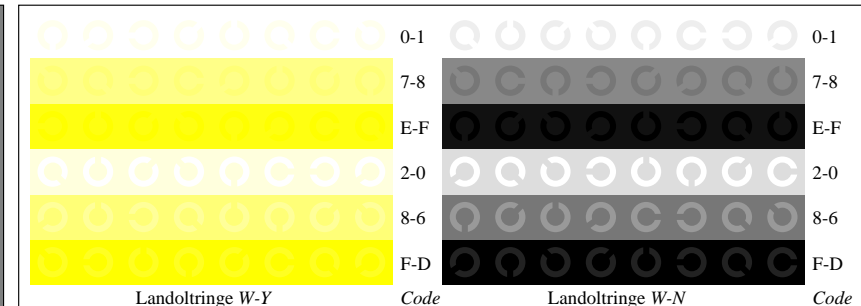 0-1 0-1
7-8 7-8
E-F E-F
2-0 2-0
8-6 8-6
F-D F-D
Landoltringe W-Y Code Landoltringe W-N Code